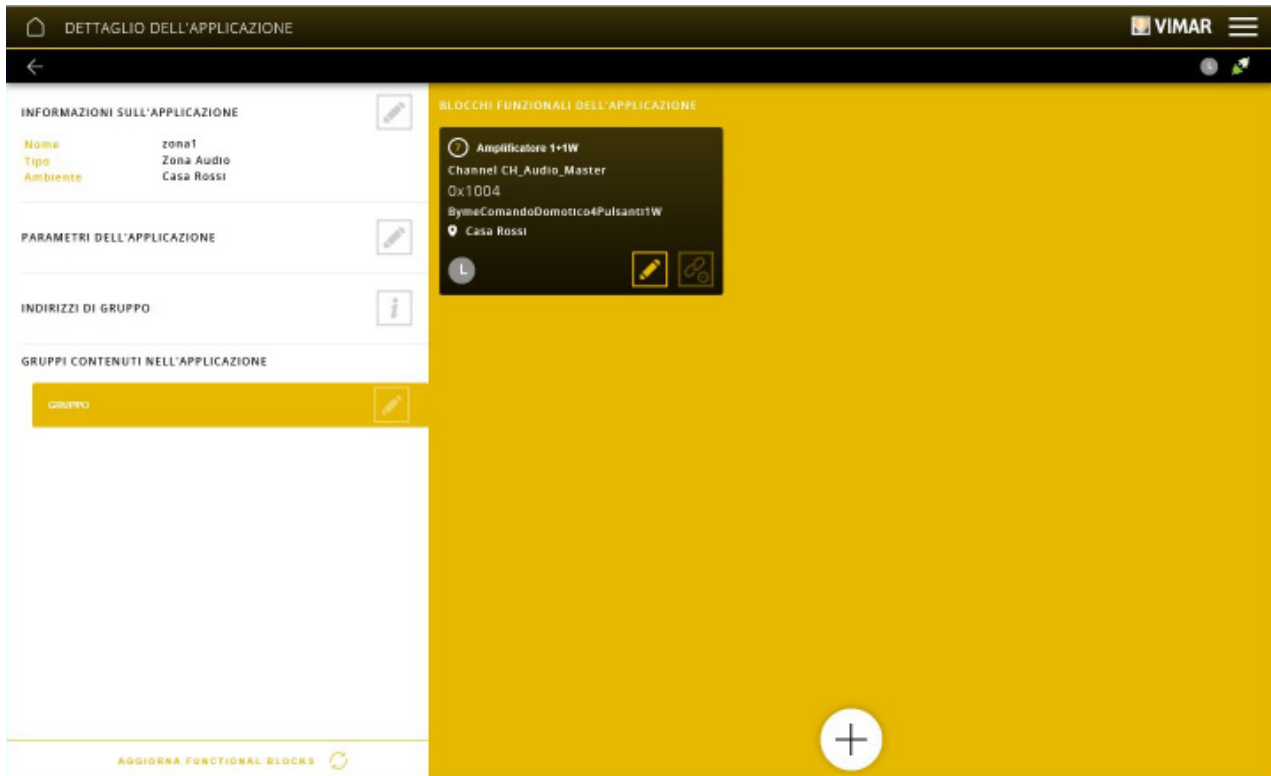 DETTAGLIO DELL'APPLICAZIONE
VIMAR
L
INFORMAZIONI SULL'APPLICAZIONE
Nome zona1
Tipo Zona Audio
Ambiente Casa Rossi
PARAMETRI DELL'APPLICAZIONE
INDIRIZZI DI GRUPPO
i
GRUPPI CONTENUTI NELL'APPLICAZIONE
GRUPPO
AGGIORNA FUNCTIONAL BLOCKS
BLOCCHI FUNZIONALI DELL'APPLICAZIONE
? Amplificatore 1+1W
Channel CH_Audio_Master
0x1004
BymeComandoDomotico4Pulsanti1W
Casa Rossi
L